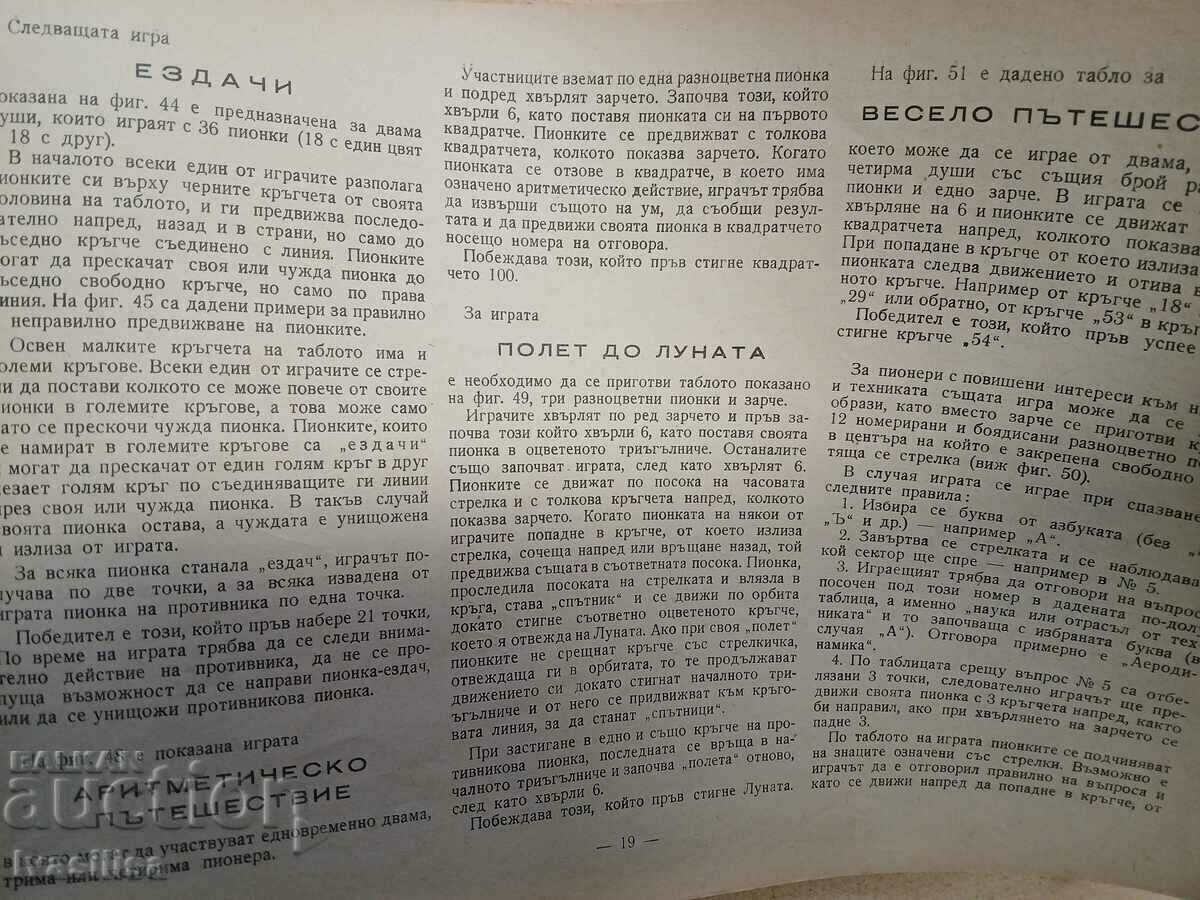 Следващата игра
ЕЗДАЧИ
показана на фиг. 44 е предназначена за двама
души, които играят с 36 пионки (18 с един цвят
18 с друг).
В началото всеки един от играчите разполага
пионките си върху черните кръгчета от своята
половина на таблото, и ги предвижва последо-
вателно напред, назад и в страни, но само до
съседно кръгче съединено с линия. Пионките
могат да прескачат своя или чужда пионка до
съседно свободно кръгче, но само по права
линия. На фиг. 45 са дадени примери за правилно
неправилно предвижване на пионките.
Освен малките кръгчета на таблото има и
големи кръгове. Всеки един от играчите се стре-
ми да постави колкото се може повече от своите
пионки в големите кръгове, а това може само
като се прескочи чужда пионка. Пионките, които
се намират в големите кръгове са „ездачи“
и могат да прескачат от един голям кръг в друг
голям кръг по съединяващите ги линии
през своя или чужда пионка. В такъв случай
своята пионка остава, а чуждата е унищожена
и излиза от играта.
За всяка пионка станала „ездач“, играчът по-
лучава по две точки, а за всяка извадена от
играта пионка на противника по една точка.
Победител е този, който пръв набере 21 точки,
По време на играта трябва да се следи внима-
телно действие на противника, да не се про-
пуща възможност да се направи пионка-ездач,
или да се унищожи противникова пионка.
На фиг. 48 е показана играта
АРИТМЕТИЧЕСКО
ПЪТЕШЕСТВИЕ
в която могат да участвуват едновременно двама,
трима или четирима пионера.
Участниците вземат по една разноцветна пионка
и подред хвърлят зарчето. Започва този, който
хвърли 6, като поставя пионката си на първото
квадратче. Пионките се предвижват с толкова
квадратчета, колкото показва зарчето. Когато
пионката се отзове в квадратче, в което има
означено аритметическо действие, играчът трябва
да извърши същото на ум, да съобщи резул-
тата и да предвижи своята пионка в квадратчето
носещо номера на отговора.
Побеждава този, който пръв стигне квадрат-
чето 100.
За играта
ПОЛЕТ ДО ЛУНАТА
е необходимо да се приготви таблото показано
на фиг. 49, три разноцветни пионки и зарче.
Играчите хвърлят по ред зарчето и пръв за-
почва този който хвърли 6, като поставя своята
пионка в оцветеното триъгълниче. Останалите
също започват играта, след като хвърлят 6.
Пионките се движат по посока на часовата
стрелка и с толкова кръгчета напред, колкото
показва зарчето. Когато пионката на някои от
играчите попадне в кръгче, от което излиза
стрелка, сочеща напред или връщане назад, той
предвижва същата в съответната посока. Пионка,
проследила посоката на стрелката и влязла в
кръга, става „спътник“ и се движи по орбита
докато стигне съответно оцветеното кръгче,
което я отвежда на Луната. Ако при своя „полет“
пионките не срещнат кръгче със стрелкичка,
отвеждаща ги в орбитата, то те продължават
движението си докато стигнат началното три-
ъгълниче и от него се придвижват към кръго-
вата линия, за да станат „спътници“.
При застигане в едно и също кръгче на про-
тивникова пионка, последната се връща в на-
чалното триъгълниче и започва „полета“ отново,
след като хвърли 6.
Побеждава този, който пръв стигне Луната.
— 19 —
На фиг. 51 е дадено табло за
ВЕСЕЛО ПЪТЕШЕС
което може да се играе от двама,
четирма души със същия брой ра
пионки и едно зарче. В играта се
хвърляне на 6 и пионките се движат
квадратчета напред, колкото показва
При попадане в кръгче от което излиза
пионката следва движението и отива в
ното кръгче. Например от кръгче „18“
„29“ или обратно, от кръгче „53“ в кръг
Победител е този, който пръв успее
стигне кръгче „54“.
За пионери с повишени интереси към н
и техниката същата игра може да се
образи, като вместо зарче се приготви к
12 номерирани и боядисани разноцветно п
в центъра на който е закрепена свободно
тяща се стрелка (виж фиг. 50).
В случая играта се играе при спазване
следните правила:
1. Избира се буква от азбуката (без „
„Ъ“ и др.) — например „А“.
2. Завъртва се стрелката и се наблюдава
кой сектор ще спре — например в № 5.
3. Играещият трябва да отговори на въпрос
посочен под този номер в дадената по-дол
таблица, а именно „наука или отрасъл от тех-
никата“ и то започваща с избраната буква (в
случая „А“). Отговора примерно е „Аероди-
намика“.
4. По таблицата срещу въпрос № 5 са отбе-
лязани 3 точки, следователно играчът ще пре-
движи своята пионка с 3 кръгчета напред, както
би направил, ако при хвърлянето на зарчето се
падне 3.
По таблото на играта пионките се подчиняват
на знаците означени със стрелки. Възможно е
играчът да е отговорил правилно на въпроса и
като се движи напред да попадне в кръгче, от
BALKAN
auction
Vasilica